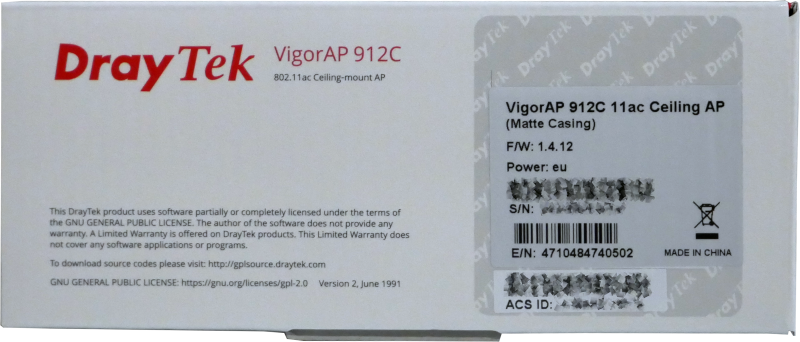 DrayTek
VigorAP 912C
802.11ac Ceiling-mount AP
This DrayTek product uses software partially or completely licensed under the terms of
the GNU GENERAL PUBLIC LICENSE. The author of the software does not provide any
warranty. A Limited Warranty is offered on DrayTek products. This Limited Warranty does
not cover any software applications or programs.
To download source codes please visit: http://gplsource.draytek.com
GNU GENERAL PUBLIC LICENSE: https://gnu.org/licenses/gpl-2.0 Version 2, June 1991
VigorAP 912C 11ac Ceiling AP
(Matte Casing)
F/W: 1.4.12
Power: eu
S/N:
E/N: 4710484740502
MADE IN CHINA
ACS ID: